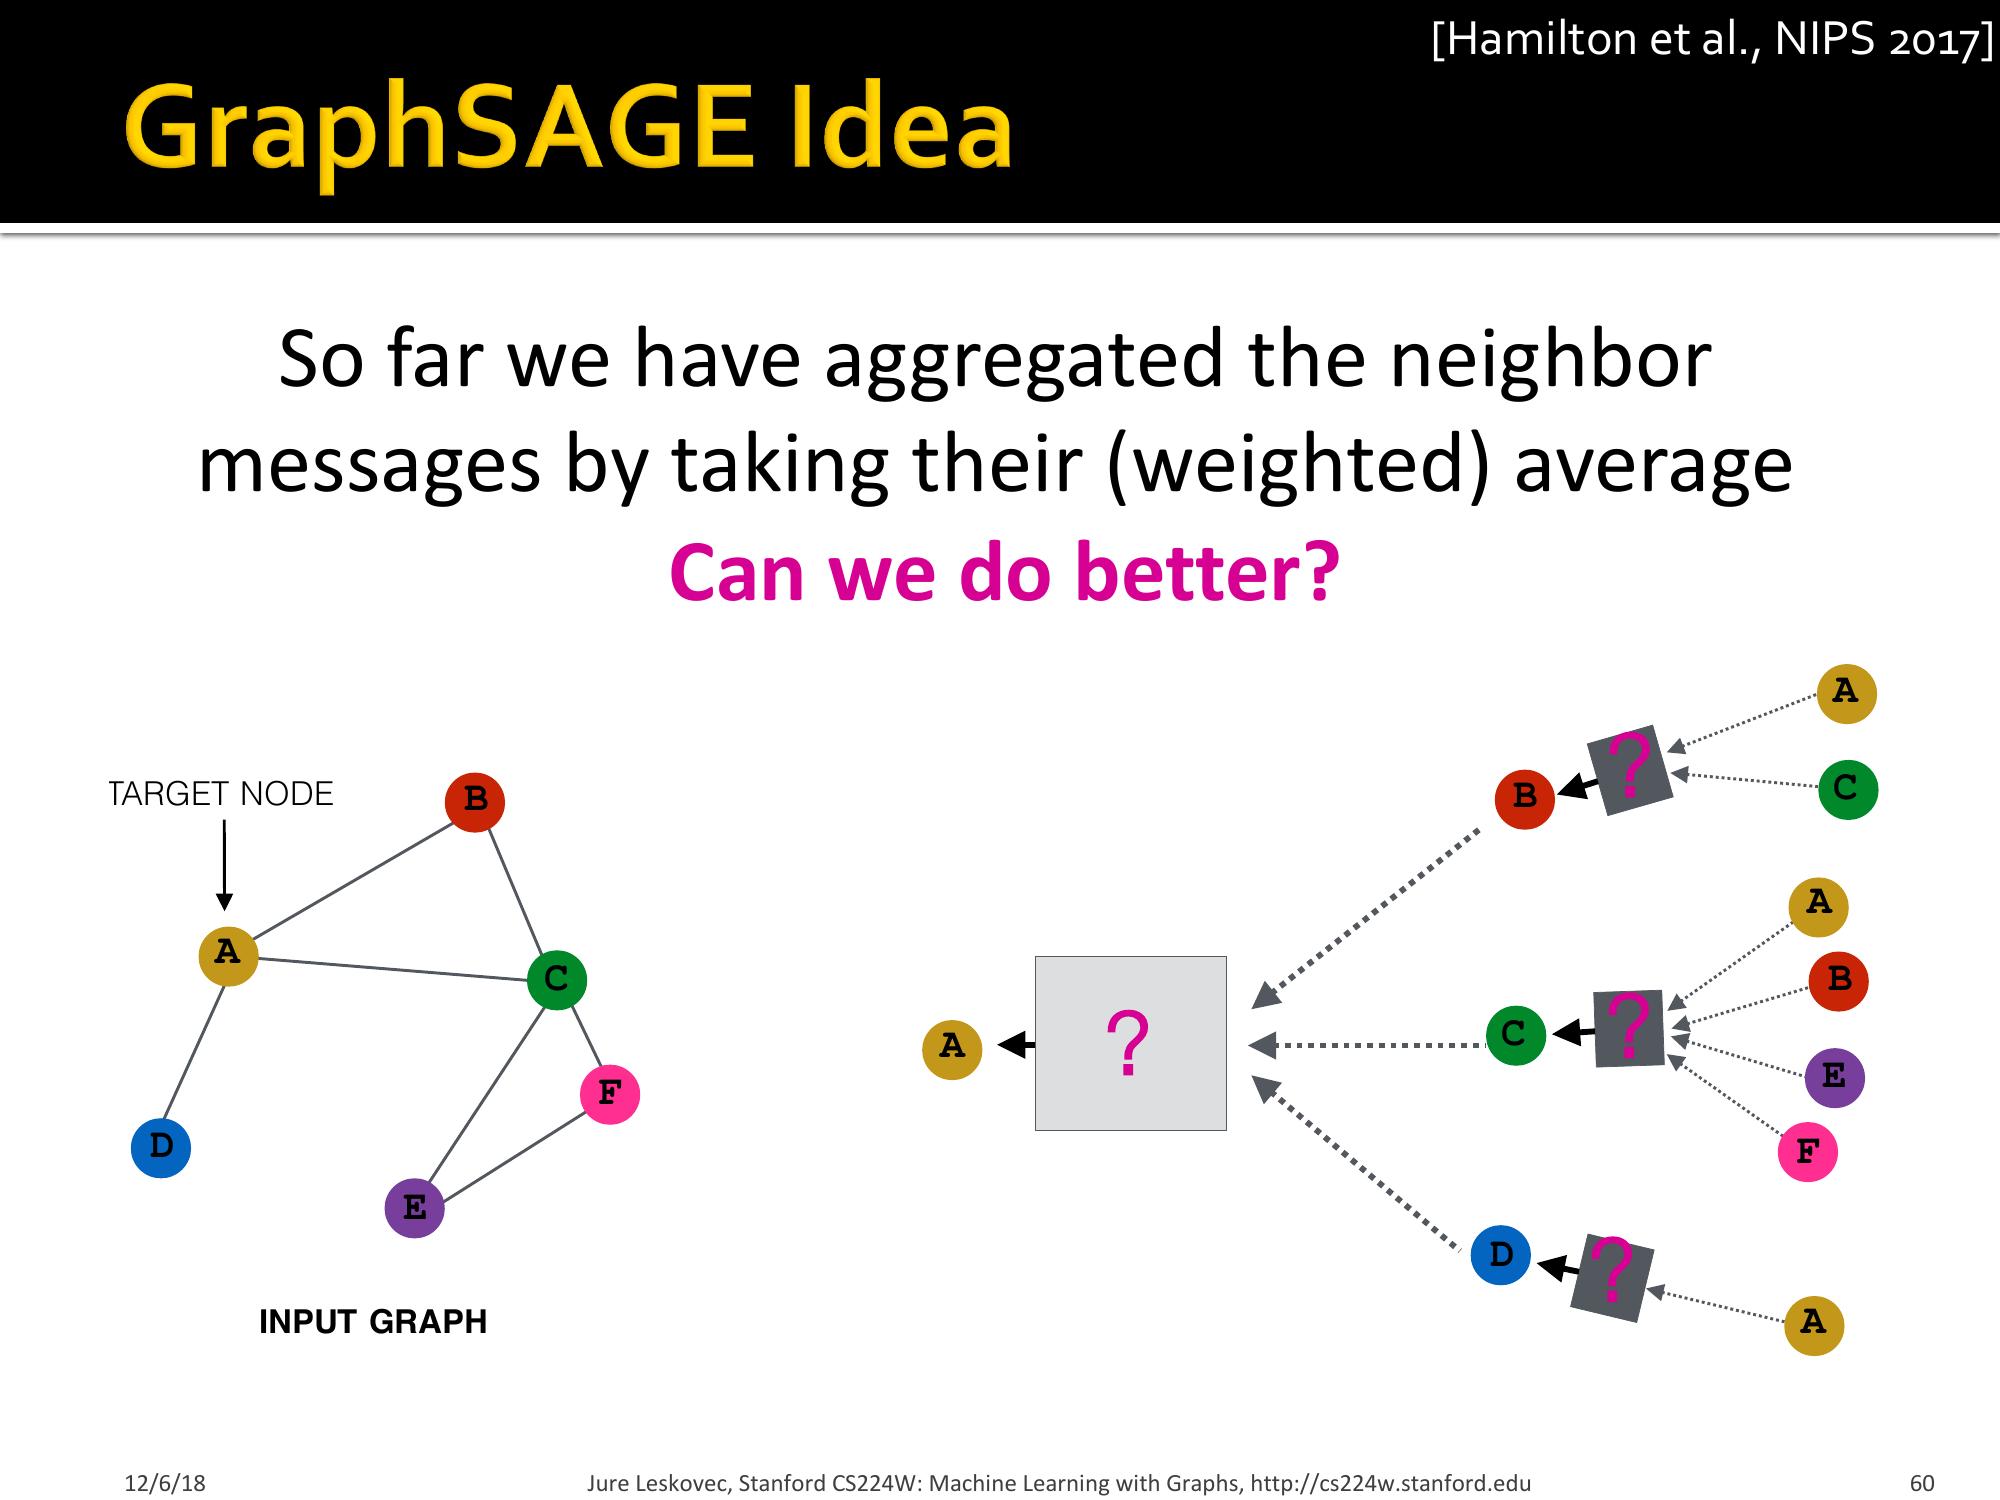 [Hamilton et al., NIPS 2017]
GraphSAGE Idea
So far we have aggregated the neighbor
messages by taking their (weighted) average
Can we do better?
TARGET NODE
B
A
C
F
D
E
INPUT GRAPH
A
?
B
?
A
C
C
?
A
B
E
F
D
?
A
12/6/18
Jure Leskovec, Stanford CS224W: Machine Learning with Graphs, http://cs224w.stanford.edu
60